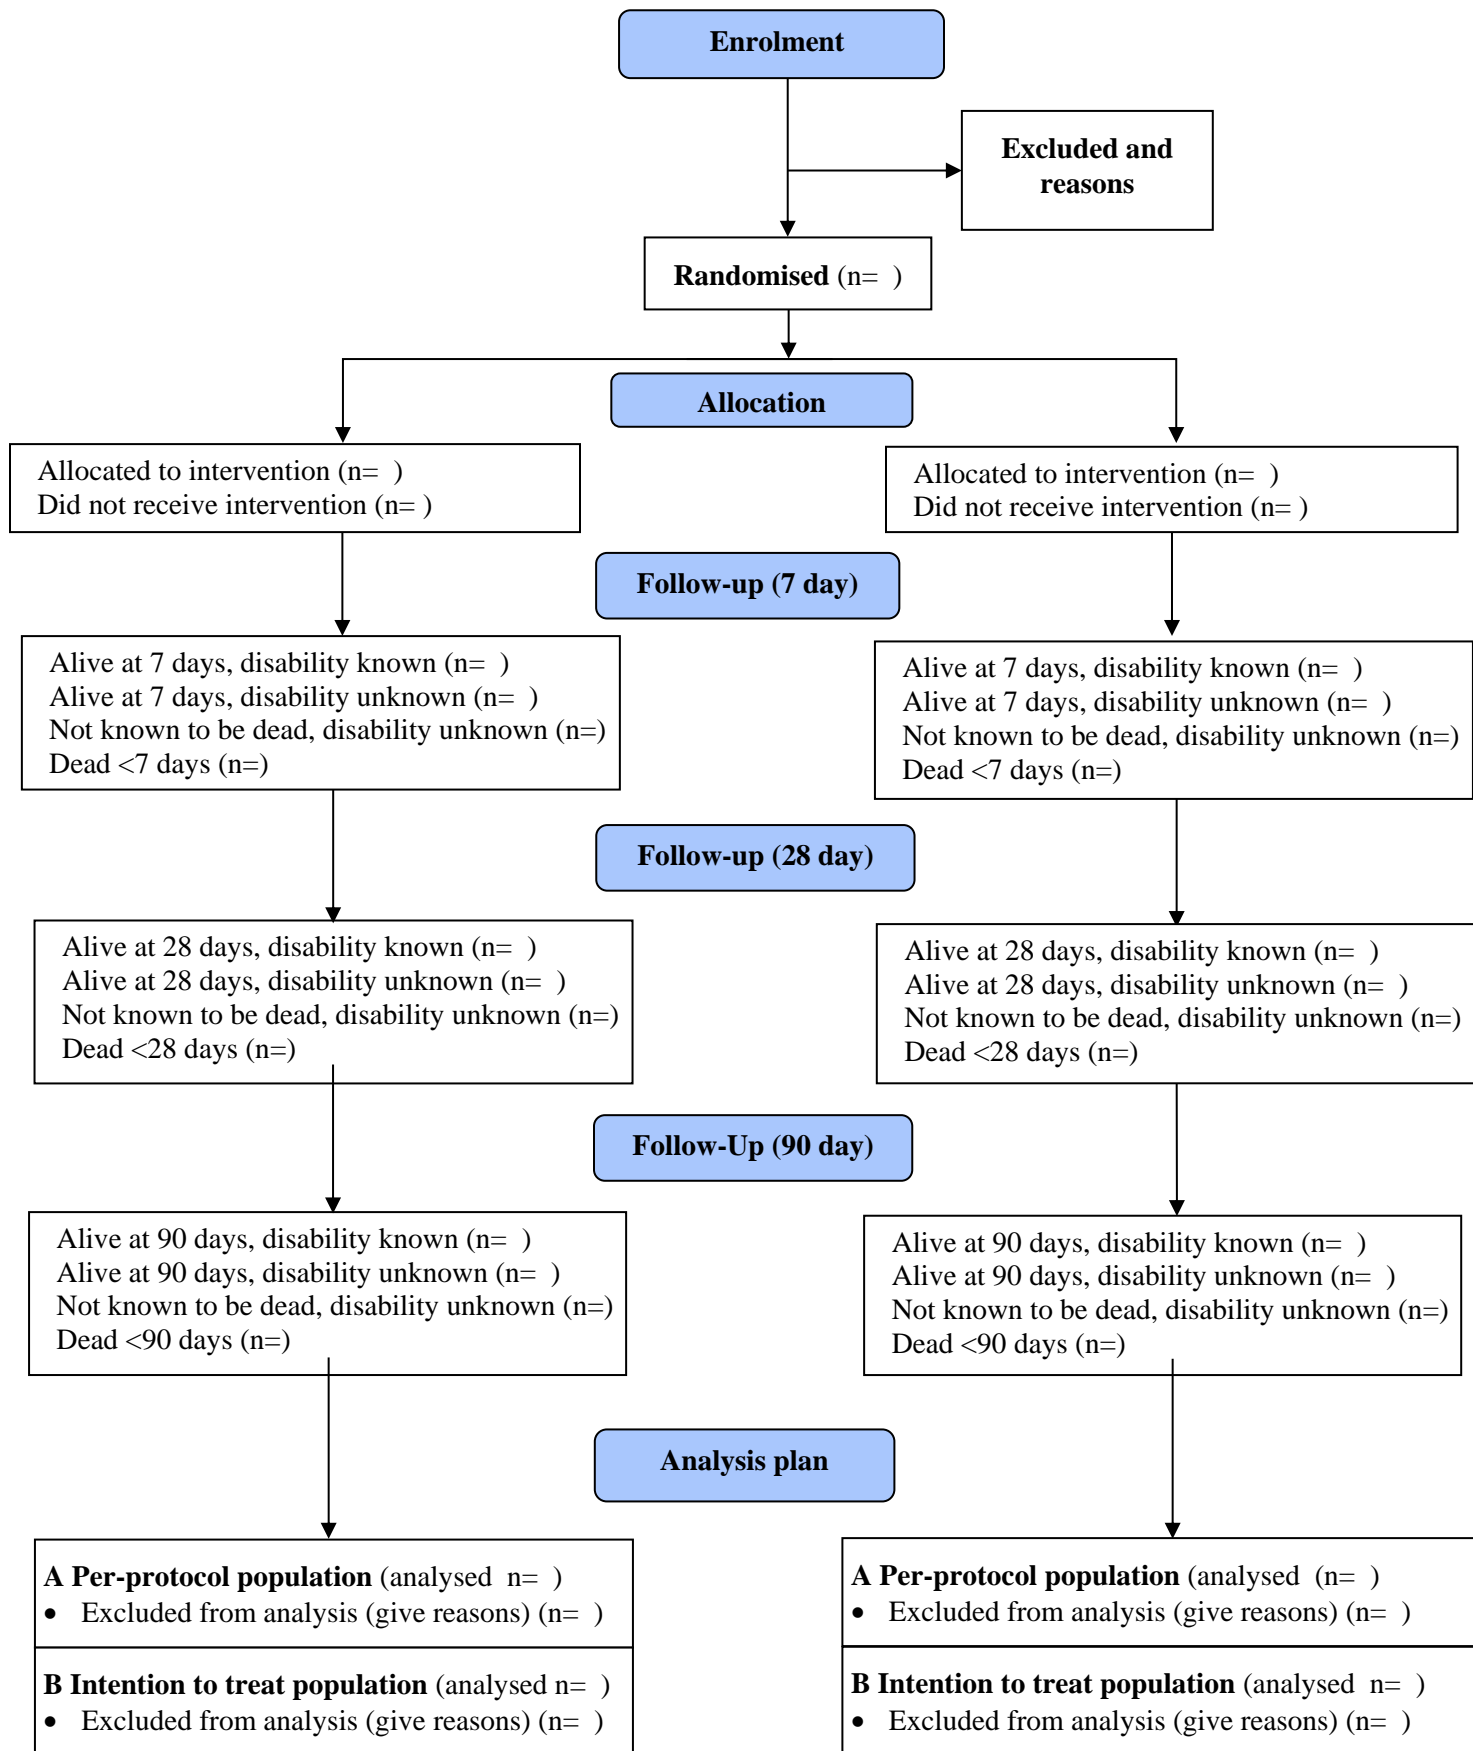 Enrolment
Excluded and
reasons
Randomised (n=  )
Allocation
Allocated to intervention (n=  )
Did not receive intervention (n= )
Allocated to intervention (n=  )
Did not receive intervention (n= )
Follow-up (7 day)
Alive at 7 days, disability known (n=  )
Alive at 7 days, disability unknown (n=  )
Not known to be dead, disability unknown (n=)
Dead <7 days (n=)
Alive at 7 days, disability known (n=  )
Alive at 7 days, disability unknown (n=  )
Not known to be dead, disability unknown (n=)
Dead <7 days (n=)
Follow-up (28 day)
Alive at 28 days, disability known (n=  )
Alive at 28 days, disability unknown (n=  )
Not known to be dead, disability unknown (n=)
Dead <28 days (n=)
Alive at 28 days, disability known (n=  )
Alive at 28 days, disability unknown (n=  )
Not known to be dead, disability unknown (n=)
Dead <28 days (n=)
Follow-Up (90 day)
Alive at 90 days, disability known (n=  )
Alive at 90 days, disability unknown (n=  )
Not known to be dead, disability unknown (n=)
Dead <90 days (n=)
Alive at 90 days, disability known (n=  )
Alive at 90 days, disability unknown (n=  )
Not known to be dead, disability unknown (n=)
Dead <90 days (n=)
Analysis plan
A Per-protocol population (analysed  n=  )
• Excluded from analysis (give reasons) (n=  )
B Intention to treat population (analysed n=  )
• Excluded from analysis (give reasons) (n=  )
A Per-protocol population (analysed  (n=  )
• Excluded from analysis (give reasons) (n=  )
B Intention to treat population (analysed  n=  )
• Excluded from analysis (give reasons) (n=  )